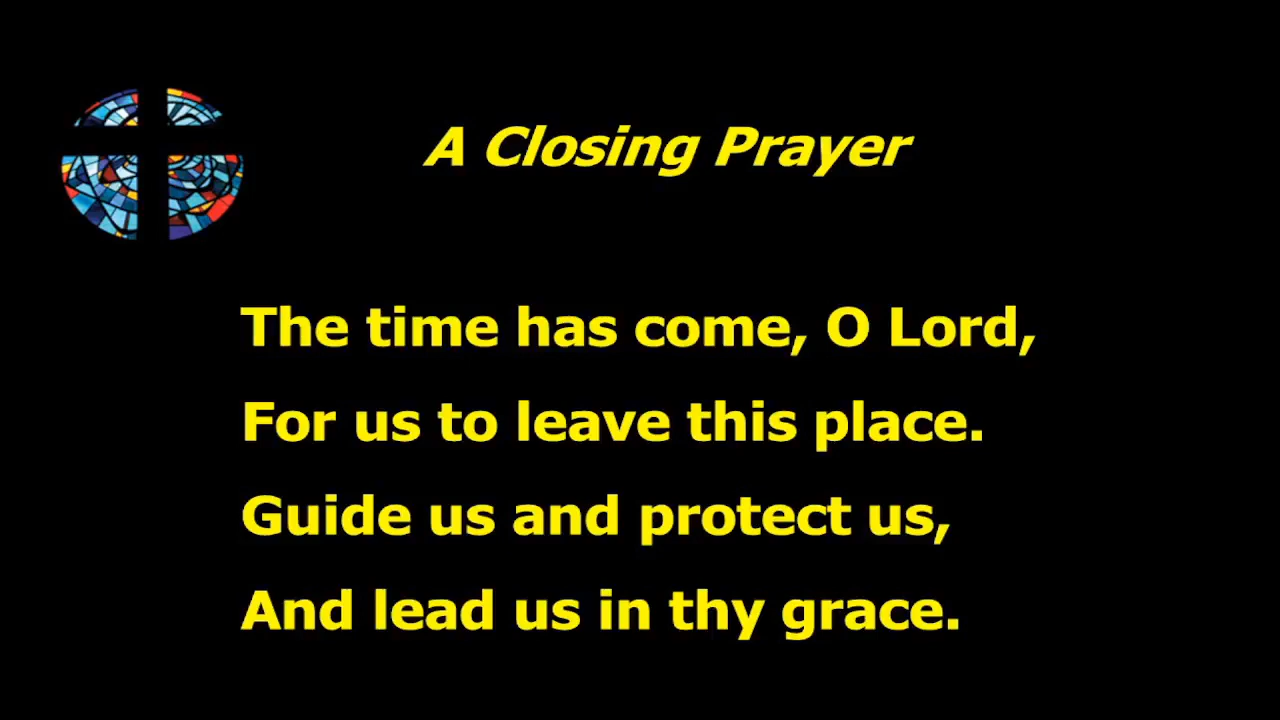 A Closing Prayer
The time has come, O Lord,
For us to leave this place.
Guide us and protect us,
And lead us in thy grace.